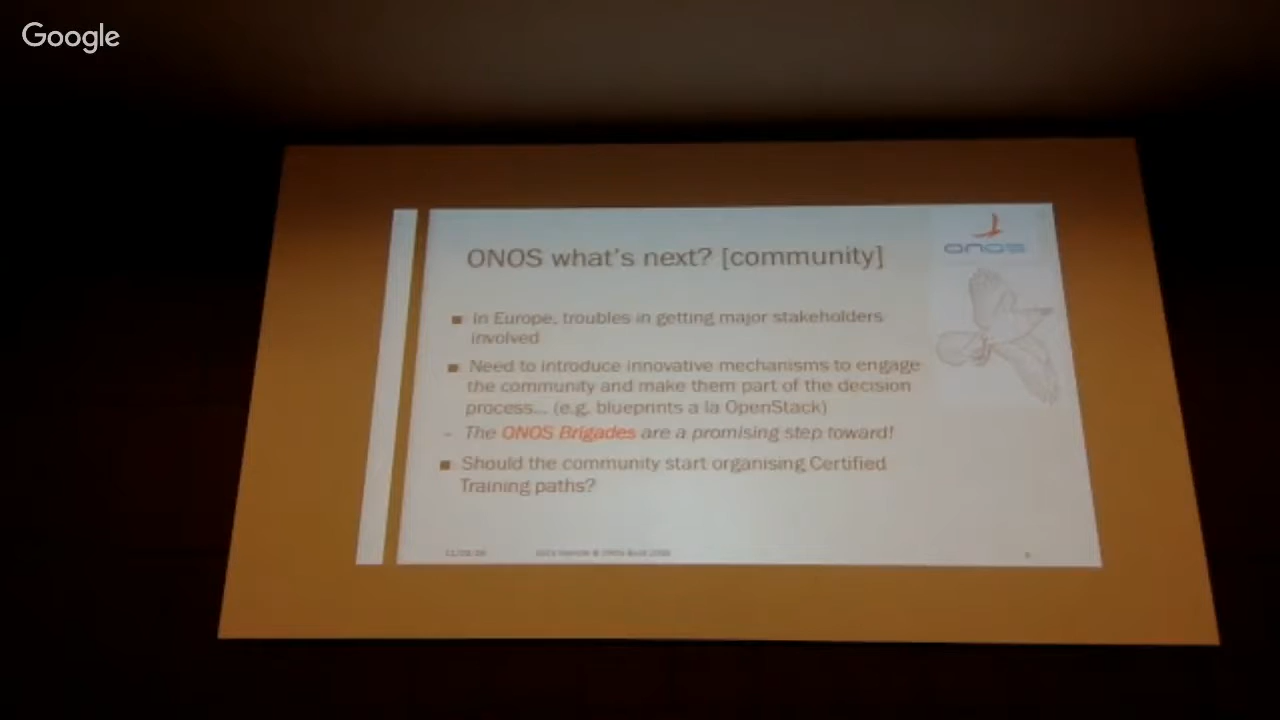 Google
ONOS what's next? [community]
onos
■ In Europe, troubles in getting major stakeholders
involved
■ Need to introduce innovative mechanisms to engage
the community and make them part of the decision
process... (e.g. blueprints a la OpenStack)
– The ONOS Brigades are a promising step toward!
■ Should the community start organising Certified
Training paths?